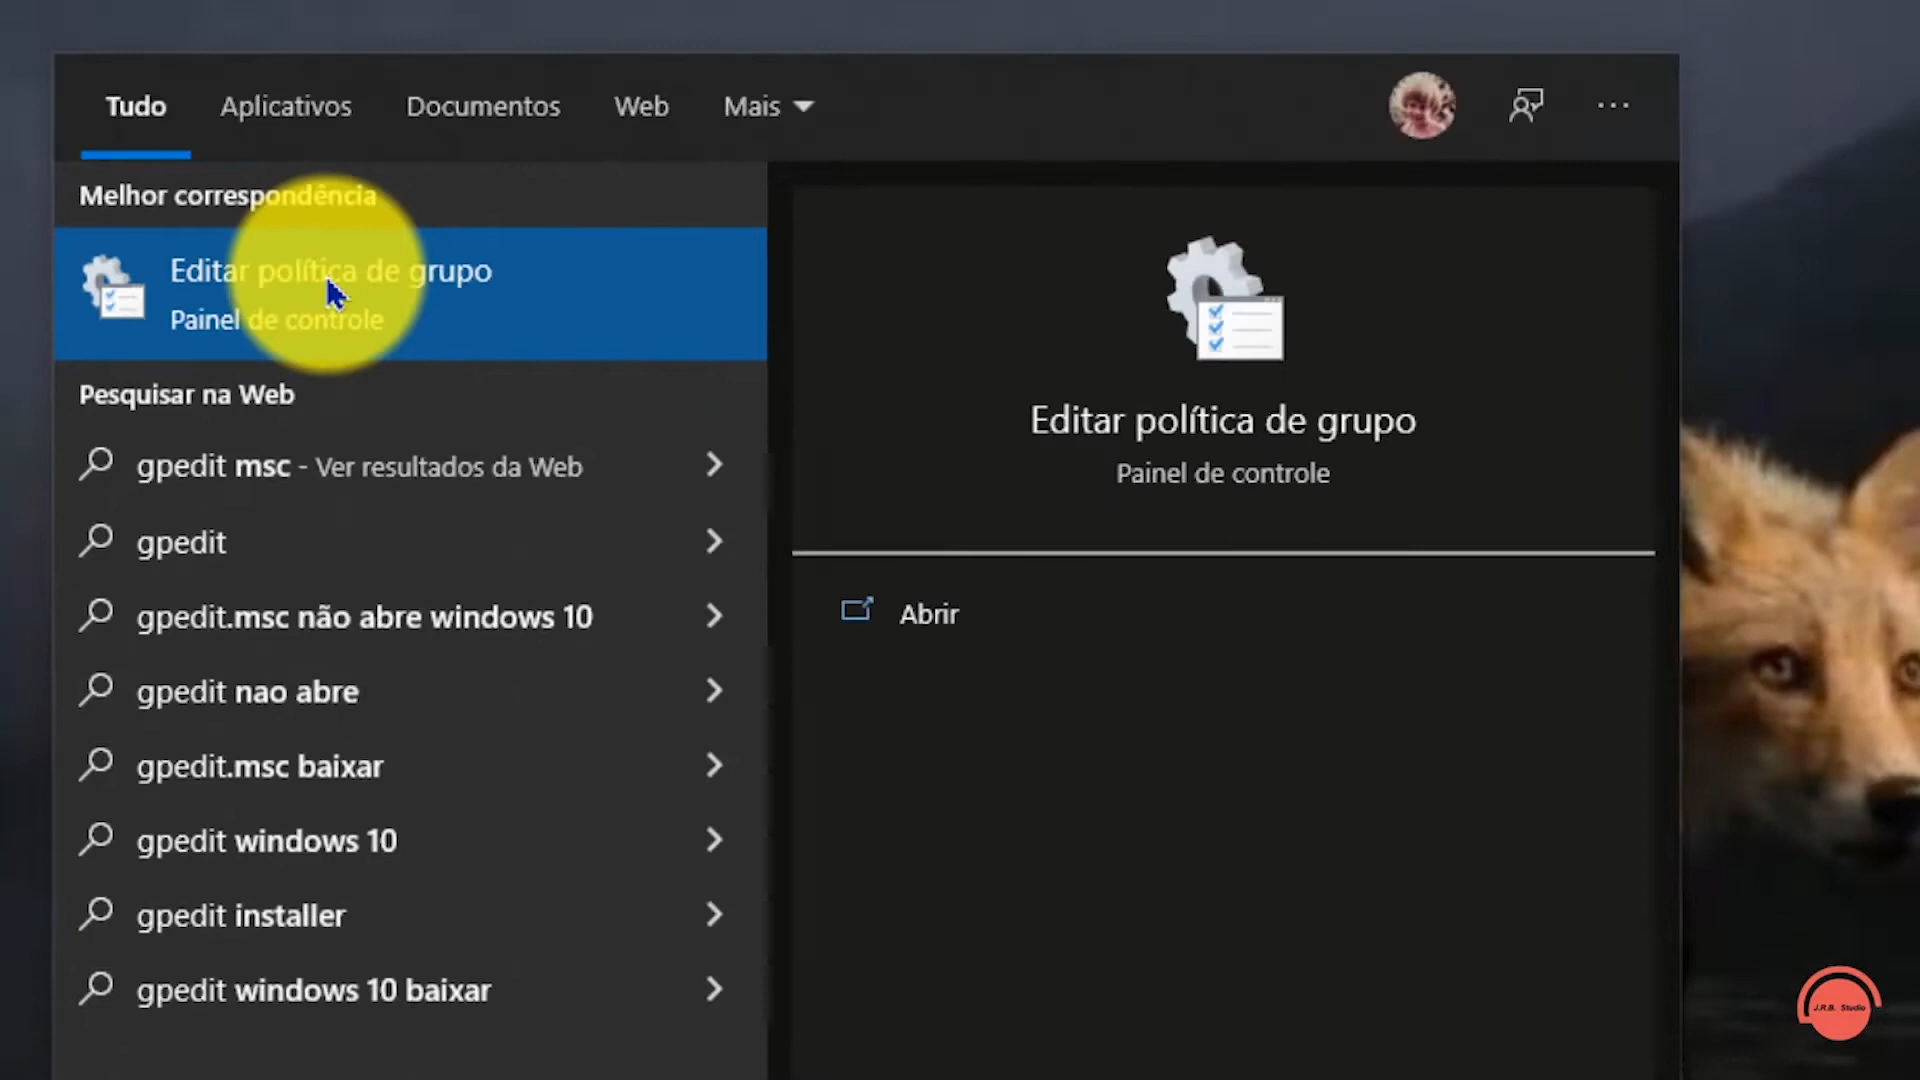 Tudo
Aplicativos
Documentos
Web
Mais
Melhor correspondência
Editar política de grupo
Painel de controle
Pesquisar na Web
gpedit msc - Ver resultados da Web
gpedit
gpedit.msc não abre windows 10
gpedit nao abre
gpedit.msc baixar
gpedit windows 10
gpedit installer
gpedit windows 10 baixar
Editar política de grupo
Painel de controle
Abrir
J.R.B. Studio